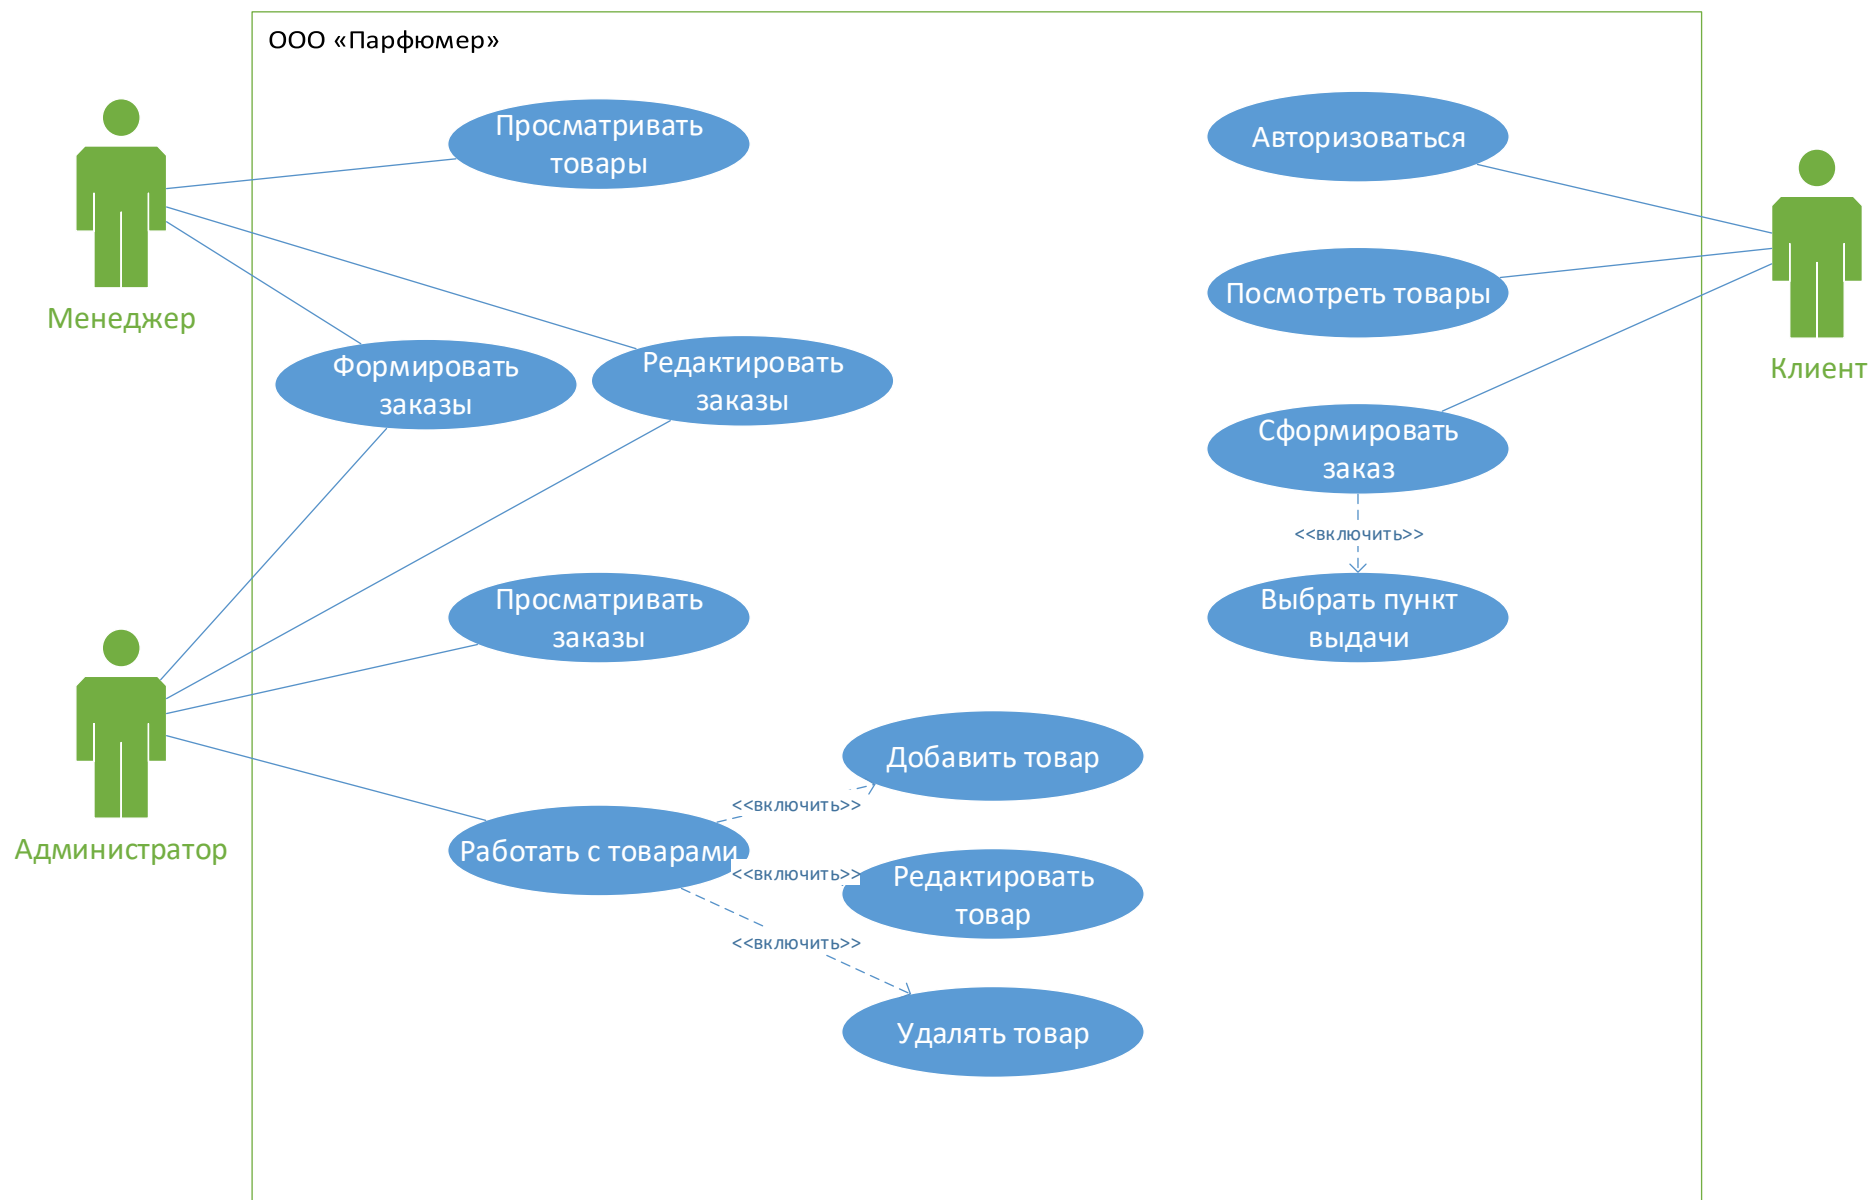 ООО «Парфюмер»
Просматривать
товары
Авторизоваться
Посмотреть товары
Менеджер
Клиент
Формировать
заказы
Редактировать
заказы
Сформировать
заказ
<<включить>>
Просматривать
заказы
Выбрать пункт
выдачи
Добавить товар
<<включить>>
Администратор
Работать с товарами
<<включить>>
Редактировать
товар
<<включить>>
Удалять товар